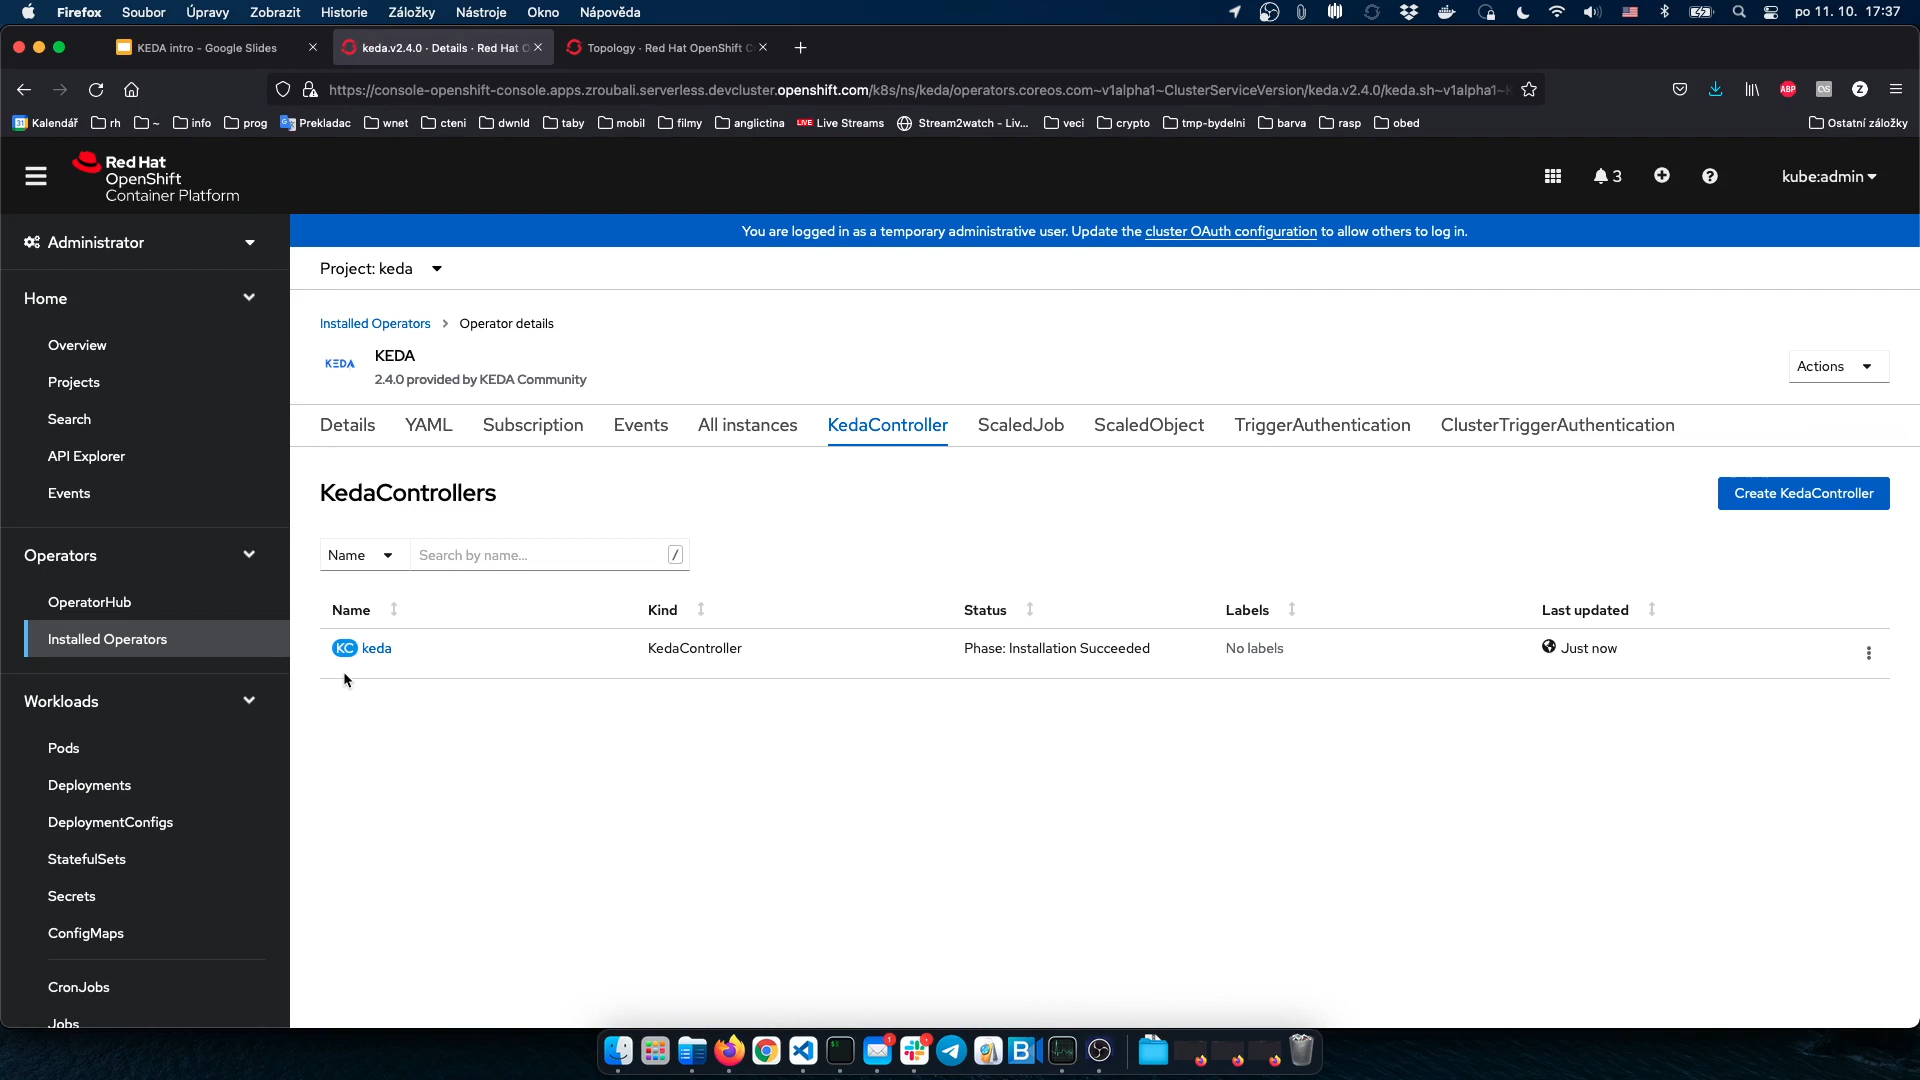 Firefox Soubor Úpravy Zobrazit Historie Záložky Nástroje Okno Nápověda po 11. 10. 17:37
KEDA intro - Google Slides keda.v2.4.0 · Details · Red Hat O Topology · Red Hat OpenShift C
https://console-openshift-console.apps.zroubali.serverless.devcluster.openshift.com/k8s/ns/keda/operators.coreos.com~v1alpha1~ClusterServiceVersion/keda.v2.4.0/keda.sh~v1alpha1~
Kalendář rh ~ info prog Prekladac wnet cteni dwnld taby mobil filmy anglictina LIVE Live Streams Stream2watch - Liv... veci crypto tmp-bydelni barva rasp obed Ostatní záložky
Red Hat
OpenShift
Container Platform
3
kube:admin
Administrator
You are logged in as a temporary administrative user. Update the cluster OAuth configuration to allow others to log in.
Project: keda
Home
Overview
Projects
Search
API Explorer
Events
Operators
OperatorHub
Installed Operators
Workloads
Pods
Deployments
DeploymentConfigs
StatefulSets
Secrets
ConfigMaps
CronJobs
Jobs
Installed Operators > Operator details
KEDA
KEDA
2.4.0 provided by KEDA Community
Actions
Details YAML Subscription Events All instances KedaController ScaledJob ScaledObject TriggerAuthentication ClusterTriggerAuthentication
KedaControllers
Create KedaController
Name Search by name... /
Name Kind Status Labels Last updated
KC keda KedaController Phase: Installation Succeeded No labels Just now